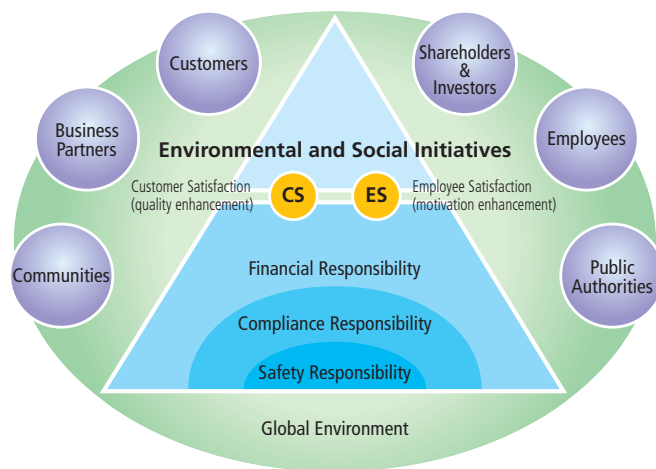 Customers
Shareholders
&
Investors
Business
Partners
Employees
Environmental and Social Initiatives
Customer Satisfaction
(quality enhancement)
CS
ES
Employee Satisfaction
(motivation enhancement)
Communities
Public
Authorities
Financial Responsibility
Compliance Responsibility
Safety Responsibility
Global Environment